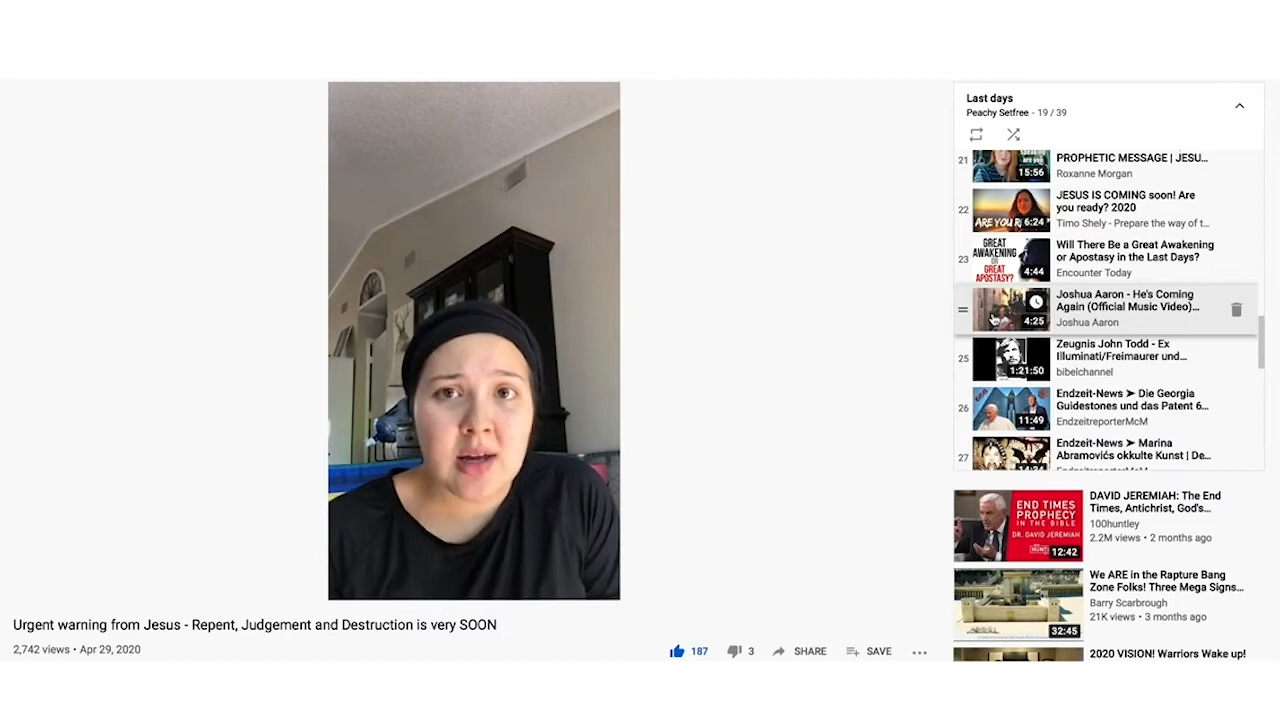 Last days
Peachy Setfree - 19 / 39
21
15:56
PROPHETIC MESSAGE | JESU...
Roxanne Morgan
22
ARE YOU R
6:24
JESUS IS COMING soon! Are
you ready? 2020
Timo Shely - Prepare the way of t...
23
GREAT
AWAKENING
OR
GREAT
APOSTASY?
4:44
Will There Be a Great Awakening
or Apostasy in the Last Days?
Encounter Today
4:25
Joshua Aaron - He's Coming
Again (Official Music Video)...
Joshua Aaron
25
1:21:50
Zeugnis John Todd - Ex
Illuminati/Freimaurer und...
bibelchannel
26
11:49
Endzeit-News ➤ Die Georgia
Guidestones und das Patent 6...
EndzeitreporterMcM
27
Endzeit-News ➤ Marina
Abramovićs okkulte Kunst | De...
EndzeitreporterMcM
END TIMES
PROPHECY
IN THE BIBLE
DR. DAVID JEREMIAH
12:42
DAVID JEREMIAH: The End
Times, Antichrist, God's...
100huntley
2.2M views • 2 months ago
32:45
We ARE in the Rapture Bang
Zone Folks! Three Mega Signs...
Barry Scarbrough
21K views • 3 months ago
2020 VISION! Warriors Wake up!
Urgent warning from Jesus - Repent, Judgement and Destruction is very SOON
2,742 views • Apr 29, 2020
187
3
SHARE
SAVE